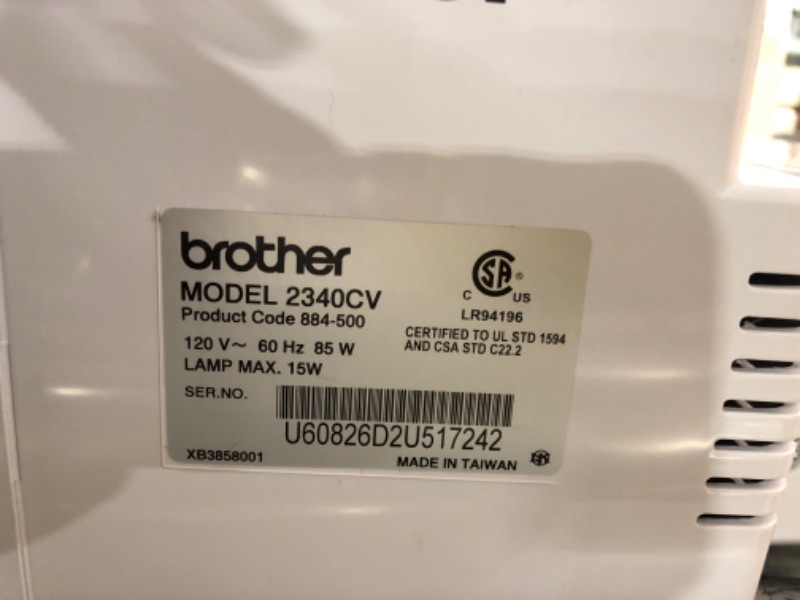 brother
MODEL 2340CV
Product Code 884-500
120 V~ 60 Hz 85 W
LAMP MAX. 15W
SA ®
C US
LR94196
CERTIFIED TO UL STD 1594
AND CSA STD C22.2
SER.NO.
U60826D2U517242
XB3858001
MADE IN TAIWAN